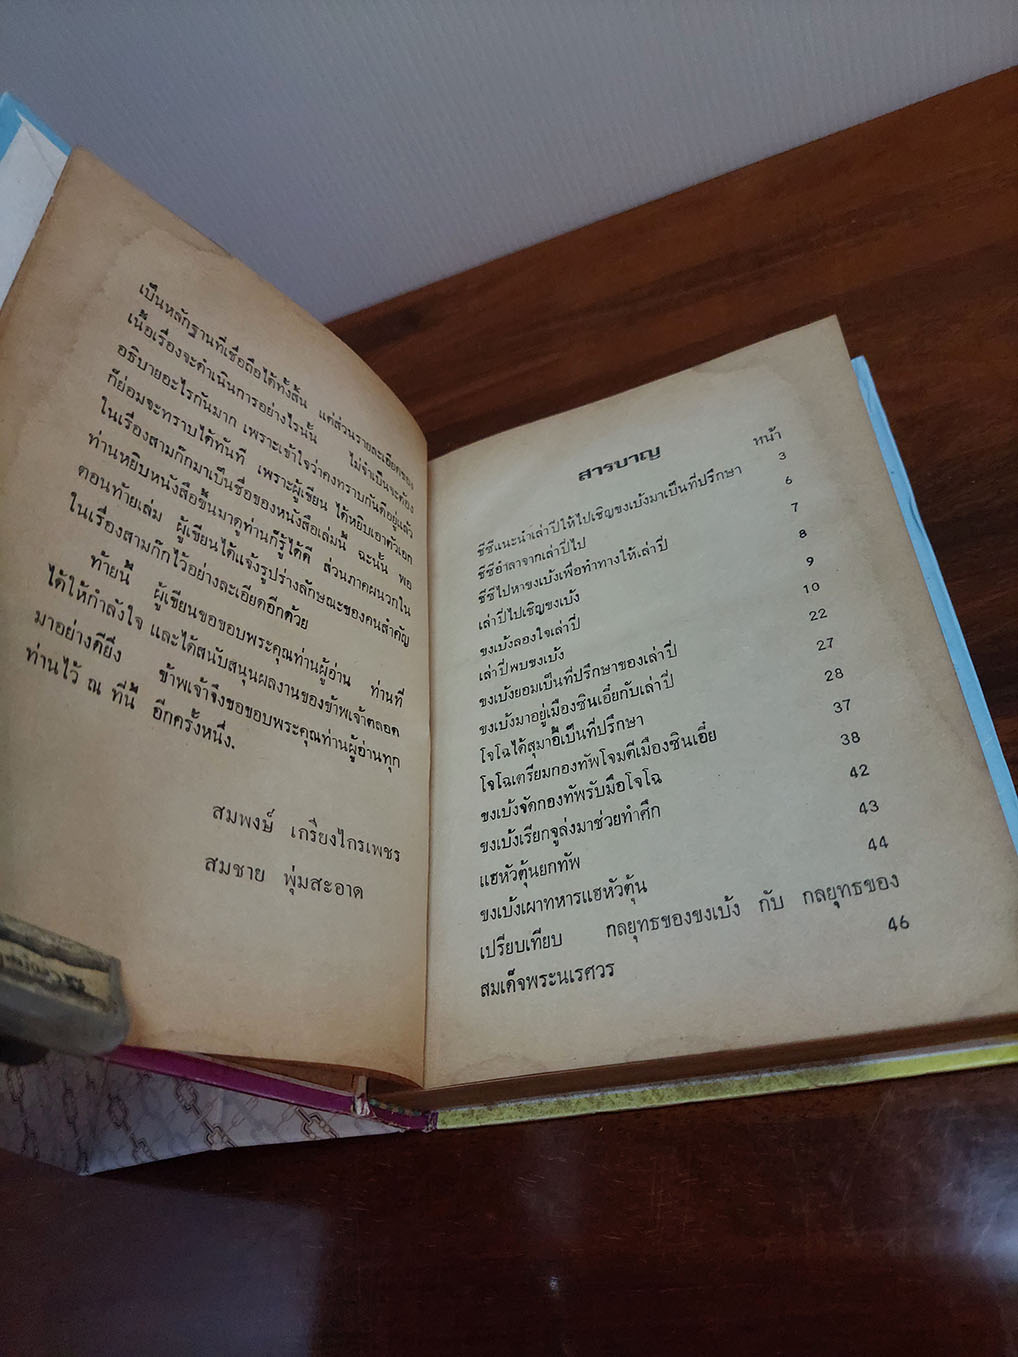 เป็นหลักฐานที่เชื่อถือได้ทั้งสิ้น แต่ส่วนรายละเอียดของ
เนื้อเรื่องจะดำเนินการอย่างไรนั้น ไม่จำเป็นจะต้อง
อธิบายอะไรกันมาก เพราะเข้าใจว่าคงทราบกันดีอยู่แล้ว
ก็ย่อมจะทราบได้ทันที เพราะผู้เขียน ได้หยิบเอาตัวเอก
ในเรื่องสามก๊กมาเป็นชื่อของหนังสือเล่มนี้ ฉะนั้น พอ
ท่านหยิบหนังสือขึ้นมาดูท่านก็รู้ได้ดี ส่วนภาคผนวกใน
ตอนท้ายเล่ม ผู้เขียนได้แจ้งรูปร่างลักษณะของคนสำคัญ
ในเรื่องสามก๊กไว้อย่างละเอียดอีกด้วย
ท้ายนี้ ผู้เขียนขอขอบพระคุณท่านผู้อ่าน ท่านที่
ได้ให้กำลังใจ และได้สนับสนุนผลงานของข้าพเจ้าตลอด
มาอย่างดียิ่ง ข้าพเจ้าจึงขอขอบพระคุณท่านผู้อ่านทุก
ท่านไว้ ณ ที่นี้ อีกครั้งหนึ่ง.
สมพงษ์ เกรียงไกรเพชร
สมชาย พุ่มสะอาด
สารบาญ
หน้า
ชีซีแนะนำเล่าปี่ให้ไปเชิญขงเบ้งมาเป็นที่ปรึกษา 3
ชีซีอำลาจากเล่าปี่ไป 6
ชีซีไปหาขงเบ้งเพื่อทำทางให้เล่าปี่ 7
เล่าปี่ไปเชิญขงเบ้ง 8
ขงเบ้งลองใจเล่าปี่ 9
เล่าปี่พบขงเบ้ง 10
ขงเบ้งยอมเป็นที่ปรึกษาของเล่าปี่ 22
ขงเบ้งมาอยู่เมืองซินเอี๋ยกับเล่าปี่ 27
โจโฉได้สุมาอี้เป็นที่ปรึกษา 28
โจโฉเตรียมกองทัพโจมตีเมืองซินเอี๋ย 37
ขงเบ้งจัดกองทัพรับมือโจโฉ 38
ขงเบ้งเรียกจูล่งมาช่วยทำศึก 42
แฮหัวตุ้นยกทัพ 43
ขงเบ้งเผาทหารแฮหัวตุ้น 44
เปรียบเทียบ กลยุทธของขงเบ้ง กับ กลยุทธของ
สมเด็จพระนเรศวร 46